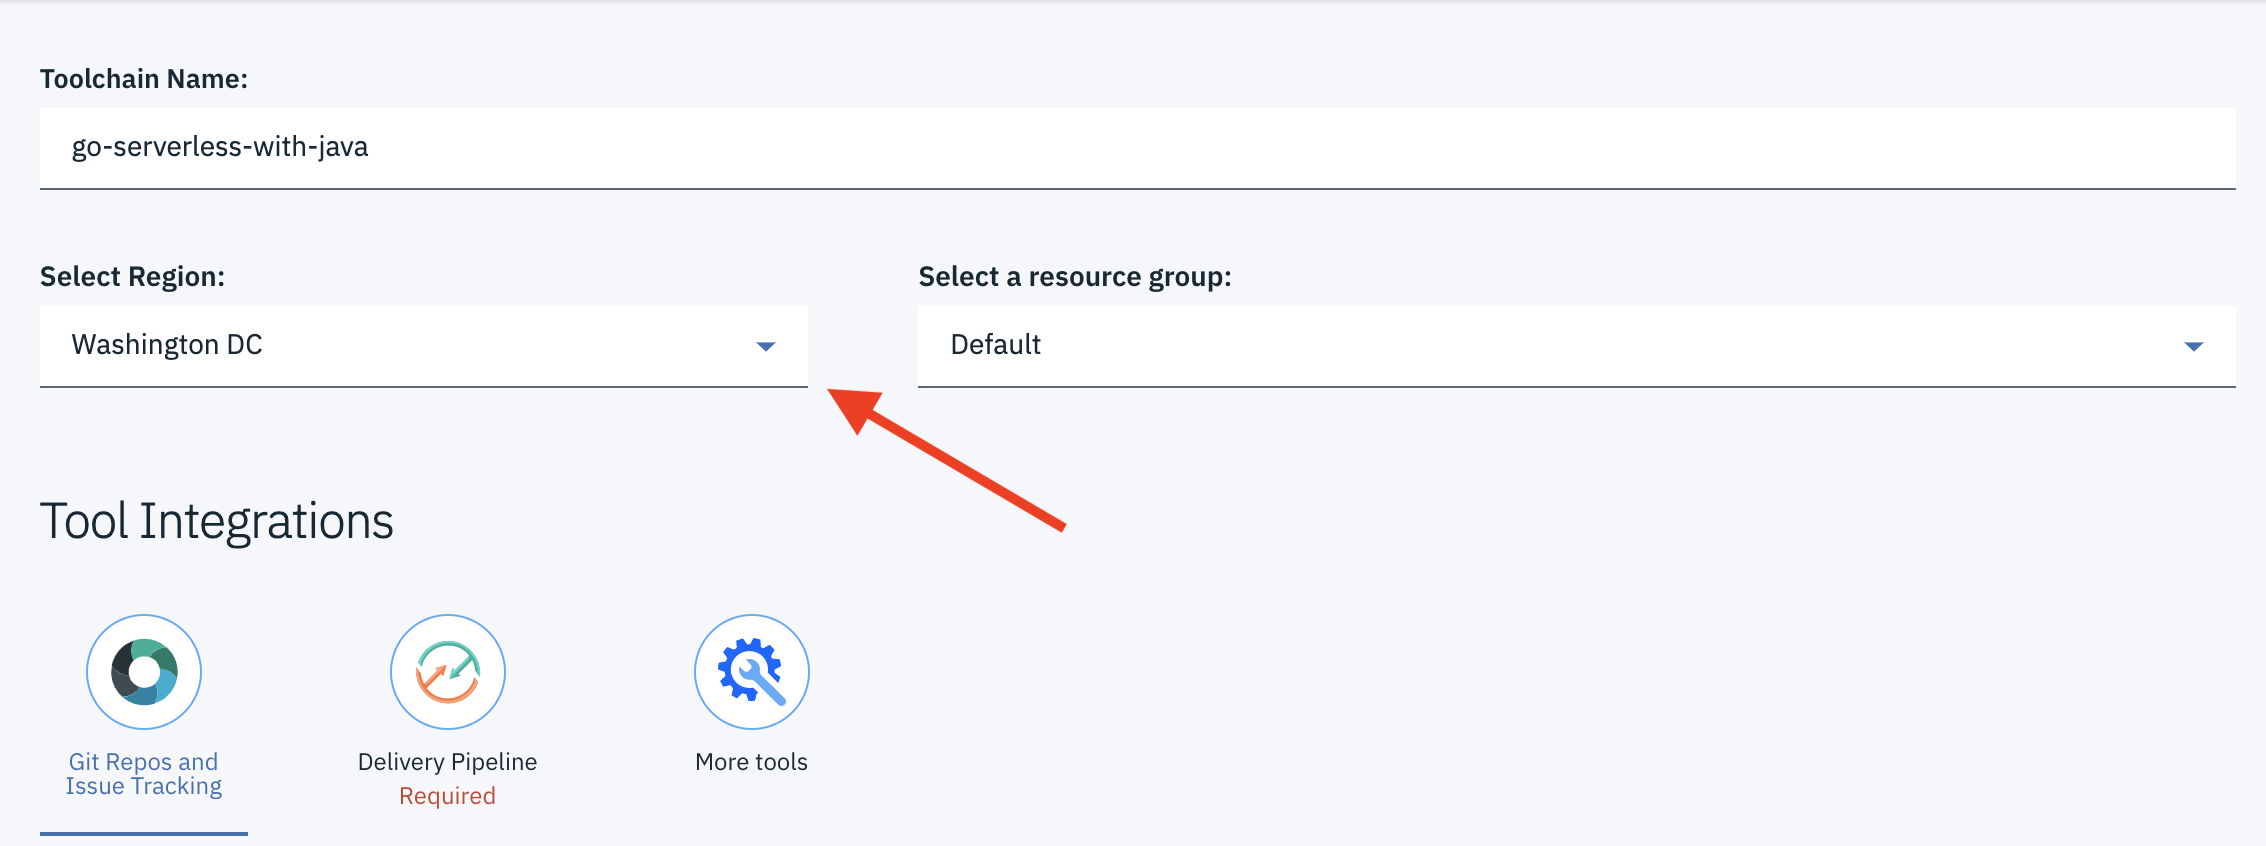 Toolchain Name:
go-serverless-with-java
Select Region:
Select a resource group:
Washington DC
Default
Tool Integrations
Git Repos and
Issue Tracking
Delivery Pipeline
Required
More tools